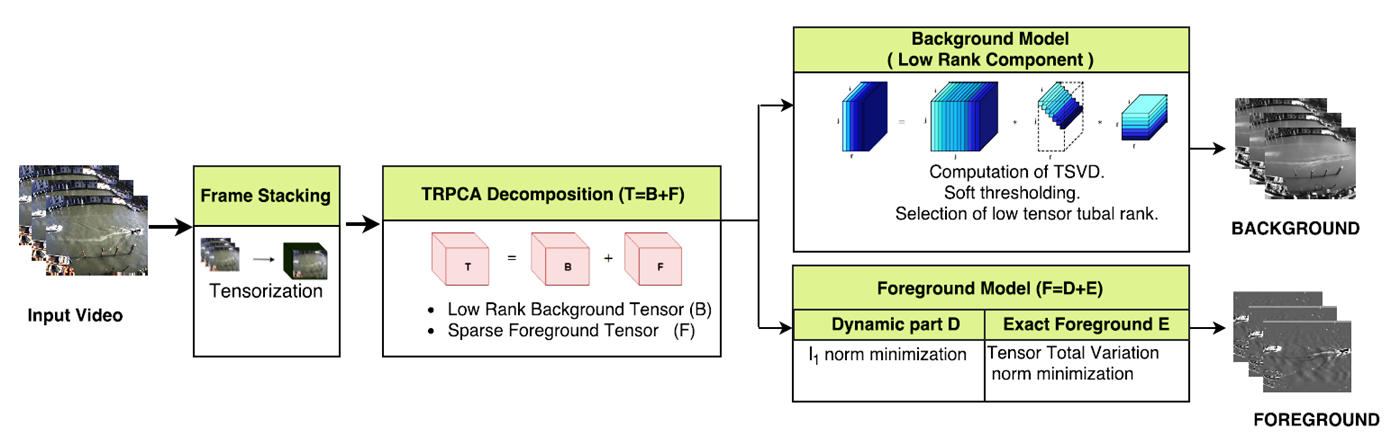 Input Video
Frame Stacking
Tensorization
TRPCA Decomposition (T=B+F)
T = B + F
• Low Rank Background Tensor (B)
• Sparse Foreground Tensor (F)
Background Model
( Low Rank Component )
= * *
Computation of TSVD.
Soft thresholding.
Selection of low tensor tubal rank.
BACKGROUND
Foreground Model (F=D+E)
Dynamic part D
l₁ norm minimization
Exact Foreground E
Tensor Total Variation
norm minimization
FOREGROUND